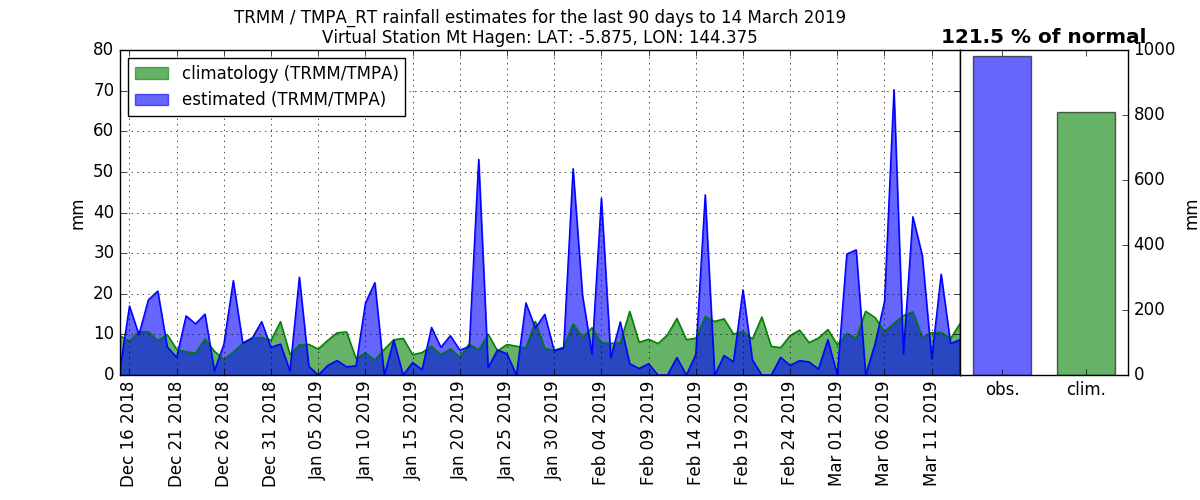 TRMM / TMPA_RT rainfall estimates for the last 90 days to 14 March 2019
Virtual Station Mt Hagen: LAT: -5.875, LON: 144.375
121.5 % of normal
climatology (TRMM/TMPA)
estimated (TRMM/TMPA)
mm
80
70
60
50
40
30
20
10
0
Dec 16 2018
Dec 21 2018
Dec 26 2018
Dec 31 2018
Jan 05 2019
Jan 10 2019
Jan 15 2019
Jan 20 2019
Jan 25 2019
Jan 30 2019
Feb 04 2019
Feb 09 2019
Feb 14 2019
Feb 19 2019
Feb 24 2019
Mar 01 2019
Mar 06 2019
Mar 11 2019
obs.
clim.
1000
800
600
400
200
0
mm